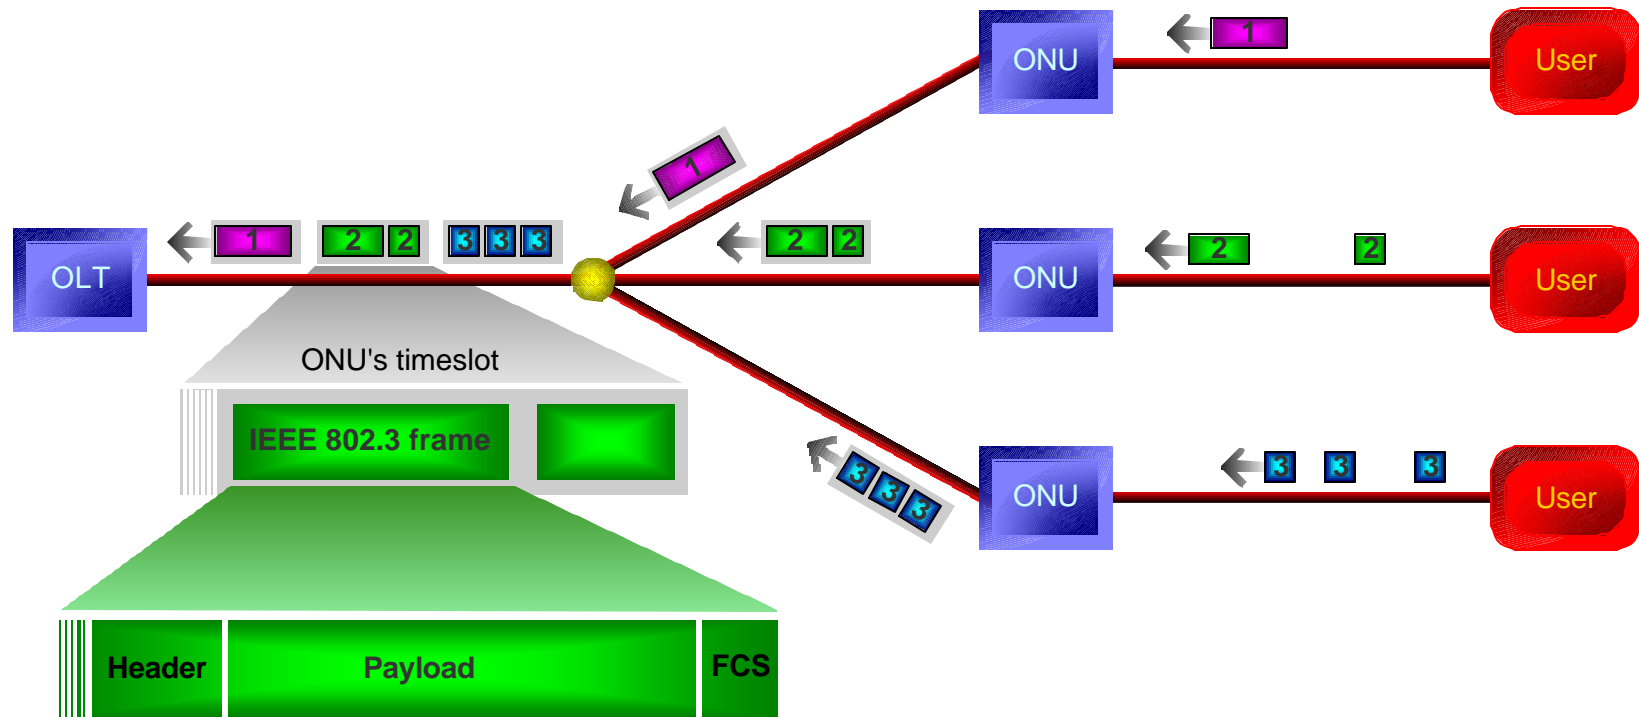 ONU
1
User
1
OLT
1
2 2
3 3 3
2 2
ONU
2 2
User
ONU's timeslot
IEEE 802.3 frame
3 3 3
ONU
3 3 3
User
Header Payload FCS